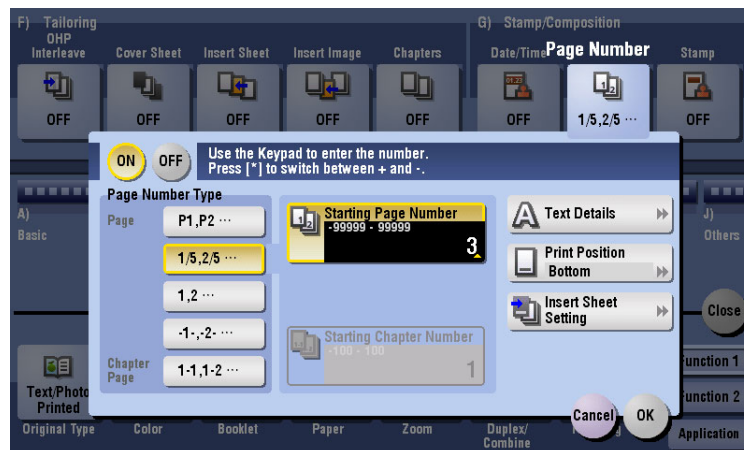 F) Tailoring
G) Stamp/Composition
OHP
Interleave
Cover Sheet
Insert Sheet
Insert Image
Chapters
Date/Time
Page Number
Stamp
OFF
OFF
OFF
OFF
OFF
OFF
1/5,2/5 ···
OFF
ON
OFF
Use the Keypad to enter the number.
Press [*] to switch between + and -.
Page Number Type
Page
P1,P2 ···
1/5,2/5 ···
1,2 ···
-1-,-2- ···
Chapter
Page
1-1,1-2 ···
Starting Page Number
-99999 - 99999
3
Starting Chapter Number
-100 - 100
1
Text Details
Print Position
Bottom
Insert Sheet
Setting
A)
Basic
J)
Others
Close
Text/Photo
Printed
Function 1
Function 2
Cancel
OK
Original Type
Color
Booklet
Paper
Zoom
Duplex/
Combine
Application